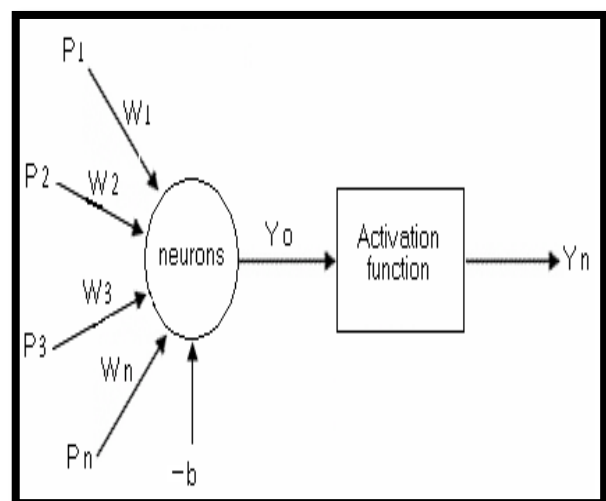 P1
W1
P2
W2
neurons
Yo
Activation
function
Yn
W3
P3
Wn
Pn
-b